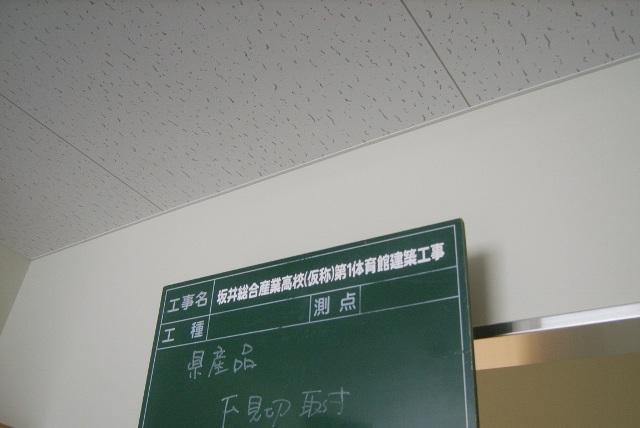 工事名 坂井総合産業高校(仮称)第1体育館建築工事
工種 測点
県産品
下見切 取付